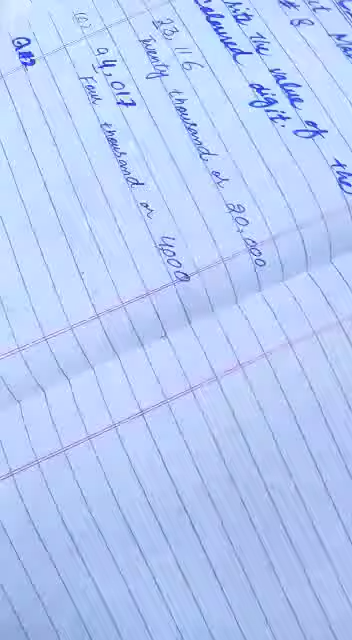 # 8
Write the value of the
coloured digit.
23,116
Twenty thousand or 20,000
94,017
Four thousand or 4000